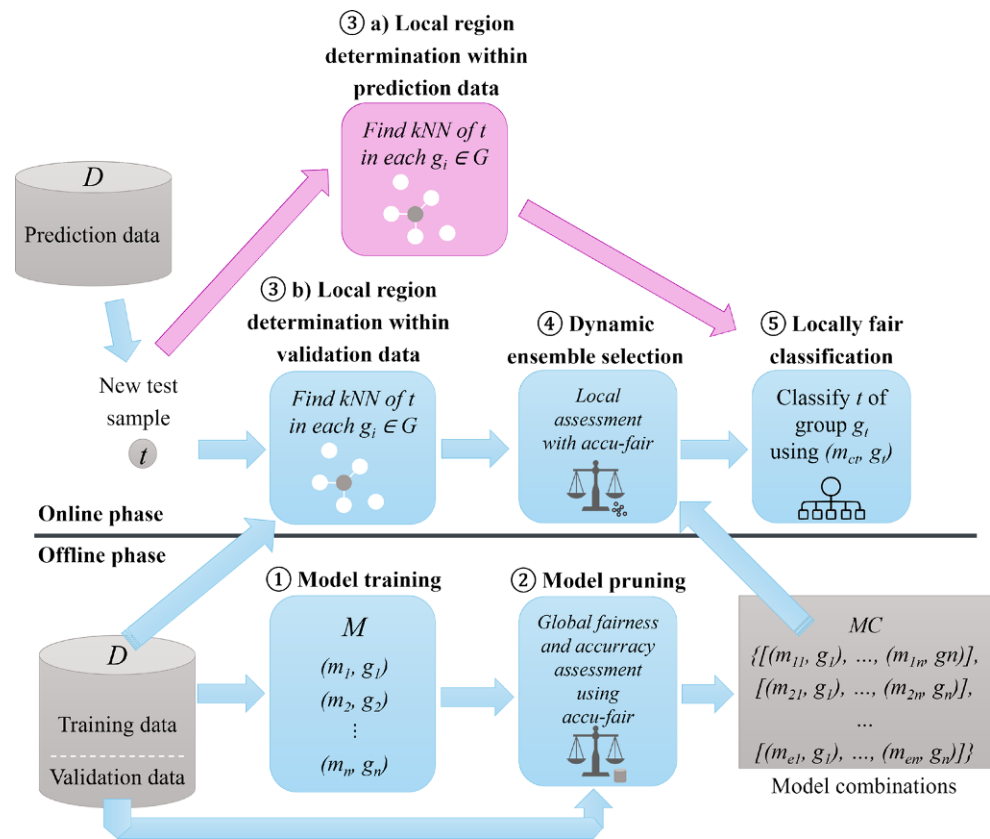 ③ a) Local region
determination within
prediction data
Find kNN of t
in each gᵢ ∈ G
D
Prediction data
New test
sample
t
③ b) Local region
determination within
validation data
Find kNN of t
in each gᵢ ∈ G
④ Dynamic
ensemble selection
Local
assessment
with accu-fair
⑤ Locally fair
classification
Classify t of
group gₜ
using (m_ct, g_t)
Online phase
Offline phase
D
Training data
Validation data
① Model training
M
(m₁, g₁)
(m₂, g₂)
⋮
(mₙ, gₙ)
② Model pruning
Global fairness
and accurracy
assessment
using
accu-fair
MC
{[(m₁₁, g₁), ..., (m₁ₙ, gn)],
[(m₂₁, g₁), ..., (m₂ₙ, gₙ)],
...
[(mₑ₁, g₁), ..., (mₑₙ, gₙ)]}
Model combinations